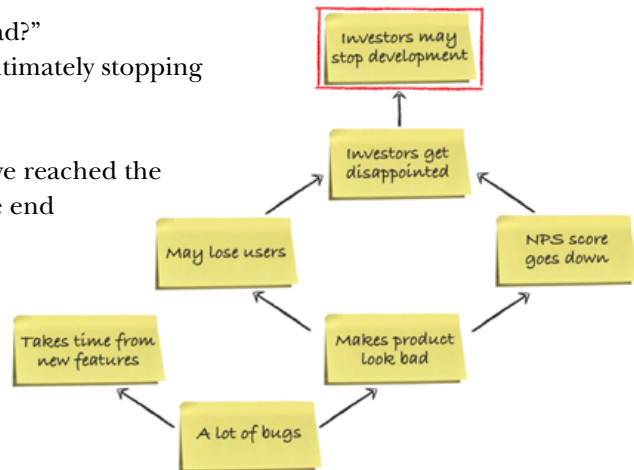 ad?”
timately stopping
ve reached the
e end
Investors may
stop development
Investors get
disappointed
May lose users
NPS score
goes down
Takes time from
new features
Makes product
look bad
A lot of bugs